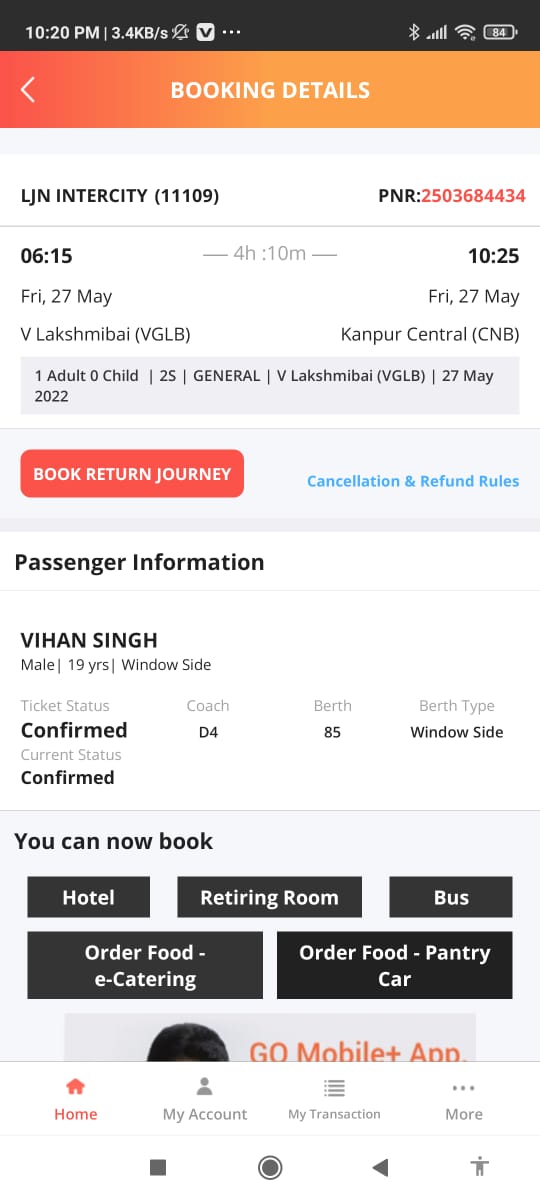 10:20 PM | 3.4KB/s V ... 84
BOOKING DETAILS
LJN INTERCITY (11109) PNR:2503684434
06:15 — 4h :10m — 10:25
Fri, 27 May Fri, 27 May
V Lakshmibai (VGLB) Kanpur Central (CNB)
1 Adult 0 Child | 2S | GENERAL | V Lakshmibai (VGLB) | 27 May
2022
BOOK RETURN JOURNEY Cancellation & Refund Rules
Passenger Information
VIHAN SINGH
Male| 19 yrs| Window Side
Ticket Status Coach Berth Berth Type
Confirmed D4 85 Window Side
Current Status
Confirmed
You can now book
Hotel Retiring Room Bus
Order Food - Order Food - Pantry
e-Catering Car
GO Mobile+ App.
Home My Account My Transaction More